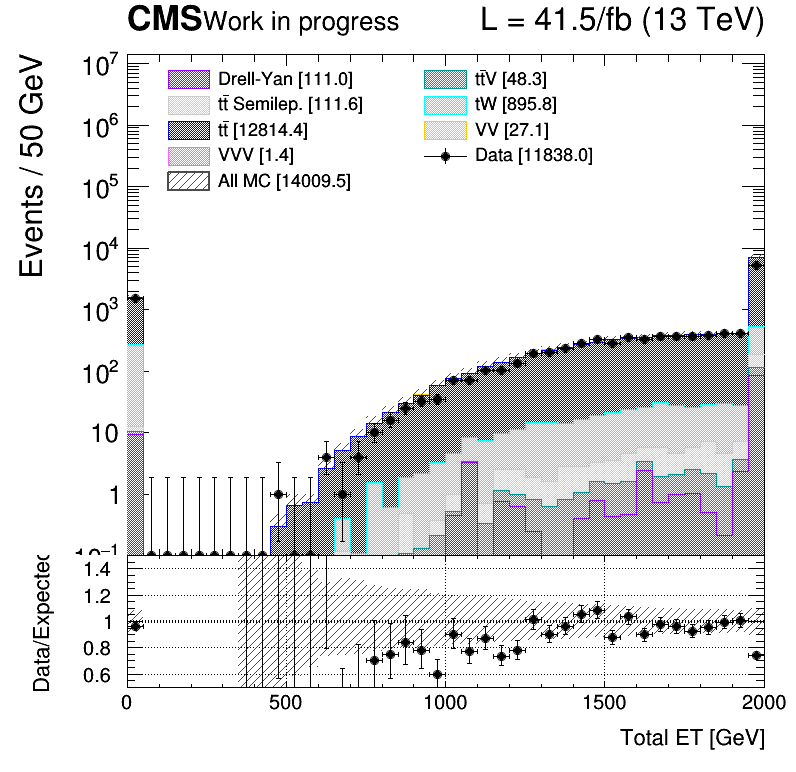 CMS Work in progress L = 41.5/fb (13 TeV)
Events / 50 GeV
10⁷
10⁶
10⁵
10⁴
10³
10²
10
1
10⁻¹
Drell-Yan [111.0]
tt̄ Semilep. [111.6]
tt̄ [12814.4]
VVV [1.4]
All MC [14009.5]
tt̄V [48.3]
tW [895.8]
VV [27.1]
Data [11838.0]
Data/Expected
1.4
1.2
1
0.8
0.6
0 500 1000 1500 2000
Total ET [GeV]